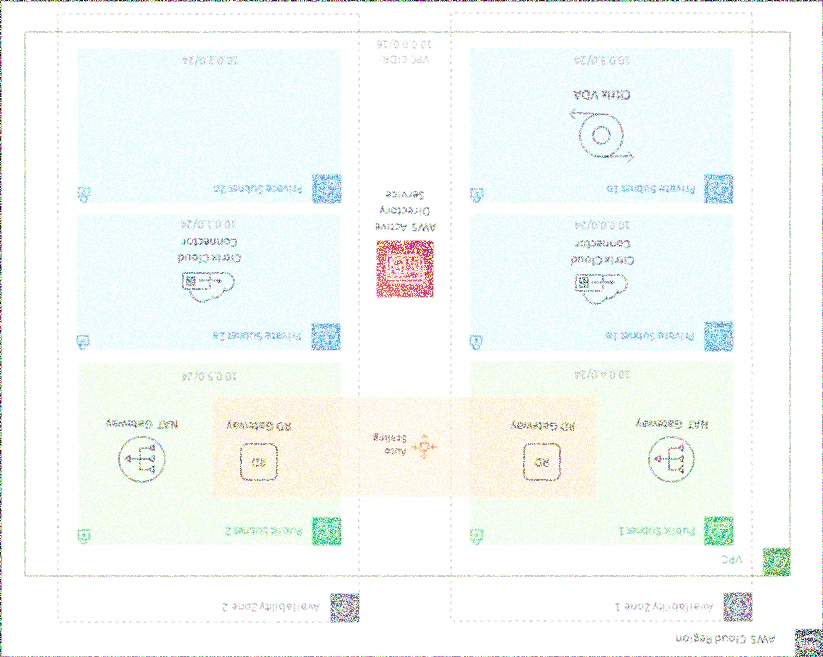 AWS Cloud Region
Availability Zone 1
Availability Zone 2
VPC
Public Subnet 1
Public Subnet 2
RD
RD
NAT Gateway
RD Gateway
Auto
Scaling
RD Gateway
NAT Gateway
10.0.4.0/24
10.0.5.0/24
Private Subnet 1a
Private Subnet 2a
Citrix Cloud
Connector
10.0.0.0/24
AWS Active
Directory
Service
Citrix Cloud
Connector
10.0.1.0/24
Private Subnet 1b
Private Subnet
Citrix VDA
10.0.3.0/24
VPC CIDR
10.0.0.0/16
10.0.2.0/24